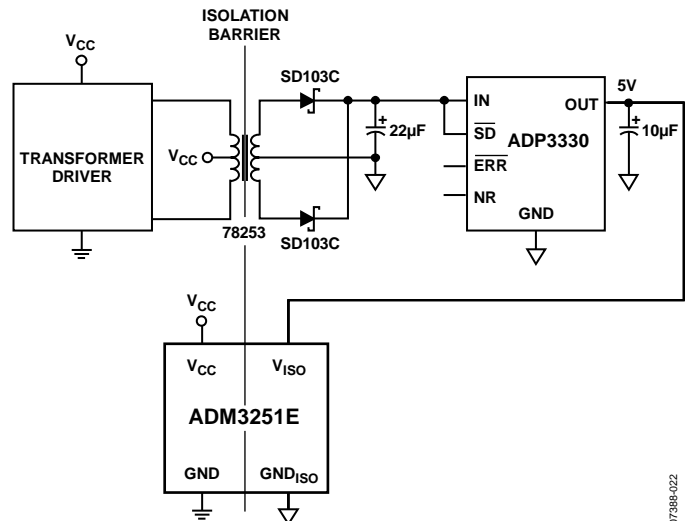 ISOLATION
BARRIER
VCC
SD103C
5V
IN
OUT
+
22µF
+
10µF
SD
ADP3330
TRANSFORMER
DRIVER
VCC
ERR
NR
GND
78253
SD103C
VCC
VCC
VISO
ADM3251E
GND
GNDISO
07388-022